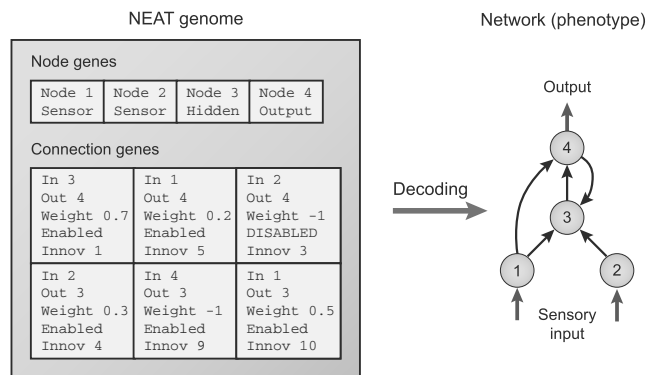 NEAT genome
Network (phenotype)
Node genes
Node 1 Node 2 Node 3 Node 4
Sensor Sensor Hidden Output
Connection genes
In 3
Out 4
Weight 0.7
Enabled
Innov 1
In 1
Out 4
Weight 0.2
Enabled
Innov 5
In 2
Out 4
Weight -1
DISABLED
Innov 3
In 2
Out 3
Weight 0.3
Enabled
Innov 4
In 4
Out 3
Weight -1
Enabled
Innov 9
In 1
Out 3
Weight 0.5
Enabled
Innov 10
Decoding
Output
4
3
1
2
Sensory
input